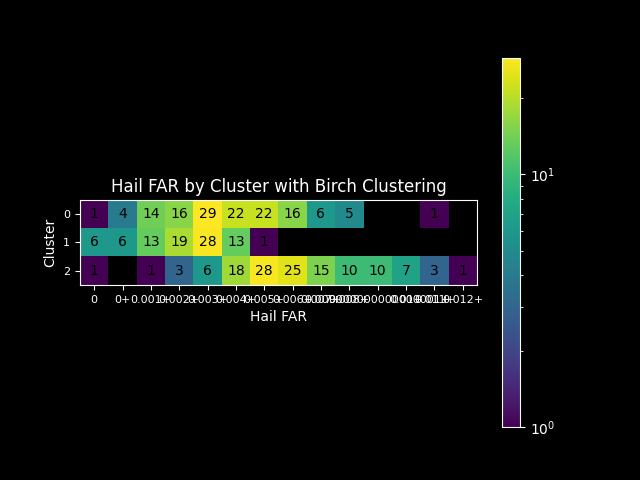 Hail FAR by Cluster with Birch Clustering
Cluster
0 1 4 14 16 29 22 22 16 6 5 1
1 6 6 13 19 28 13 1
2 1 1 3 6 18 28 25 15 10 10 7 3 1
0 0+
Hail FAR
10¹
10⁰